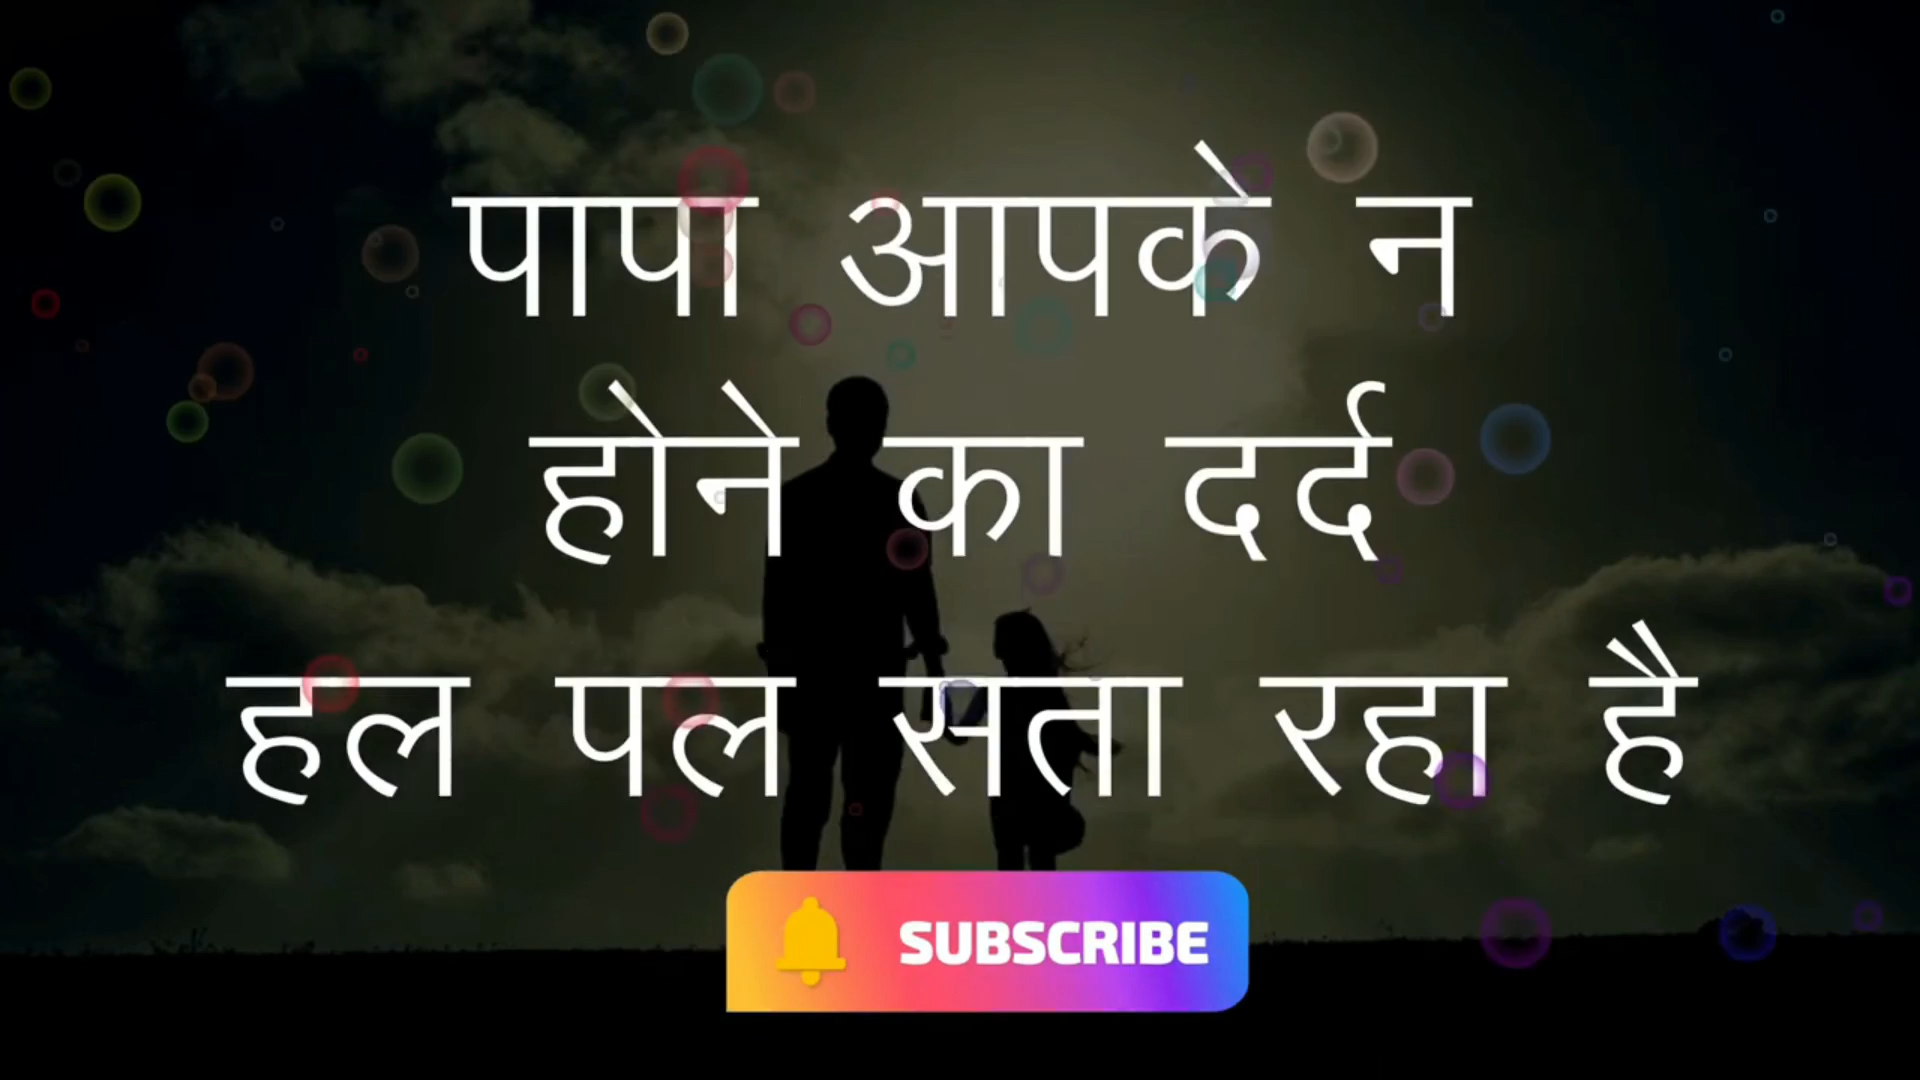 पापा आपके न
होने का दर्द
हल पल सता रहा है
SUBSCRIBE